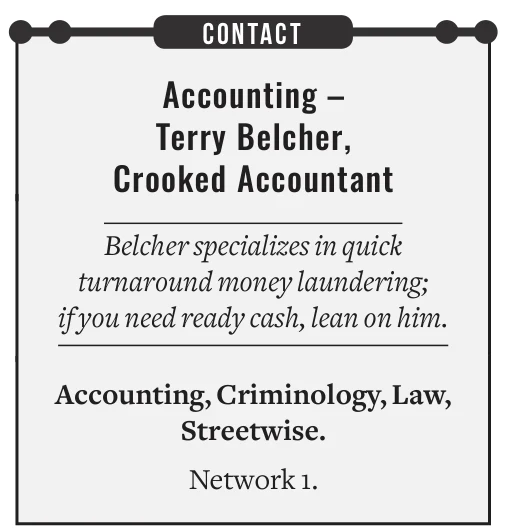 CONTACT
Accounting –
Terry Belcher,
Crooked Accountant
Belcher specializes in quick
turnaround money laundering;
if you need ready cash, lean on him.
Accounting, Criminology, Law,
Streetwise.
Network 1.